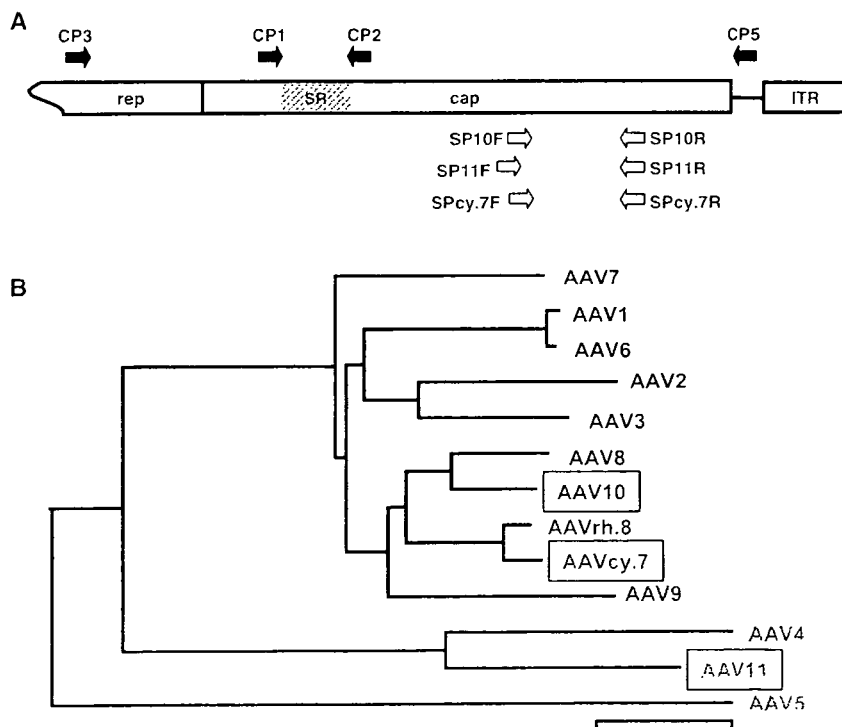 A
CP3 CP1 CP2 CP5
rep SR cap ITR
SP10F SP10R
SP11F SP11R
SPcy.7F SPcy.7R
B
AAV7
AAV1
AAV6
AAV2
AAV3
AAV8
AAV10
AAVrh.8
AAVcy.7
AAV9
AAV4
AAV11
AAV5